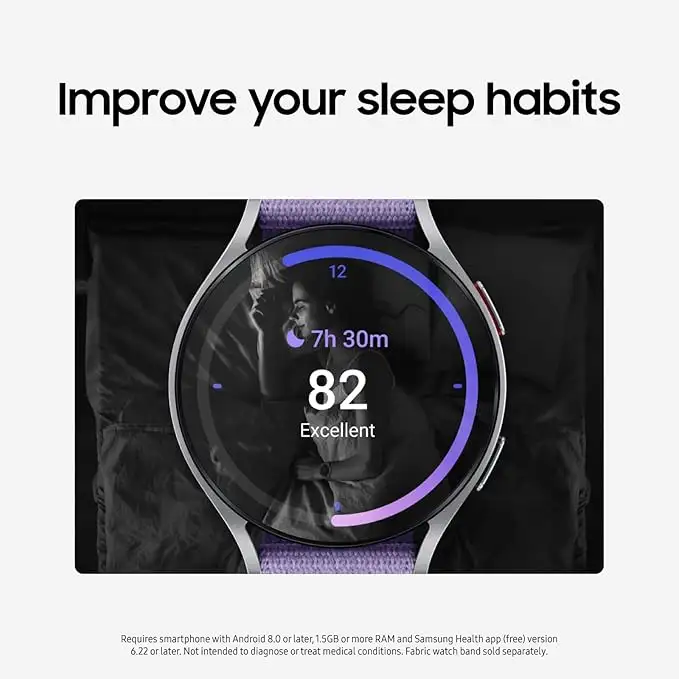 Improve your sleep habits
12
7h 30m
82
Excellent
Requires smartphone with Android 8.0 or later, 1.5GB or more RAM and Samsung Health app (free) version
6.22 or later. Not intended to diagnose or treat medical conditions. Fabric watch band sold separately.